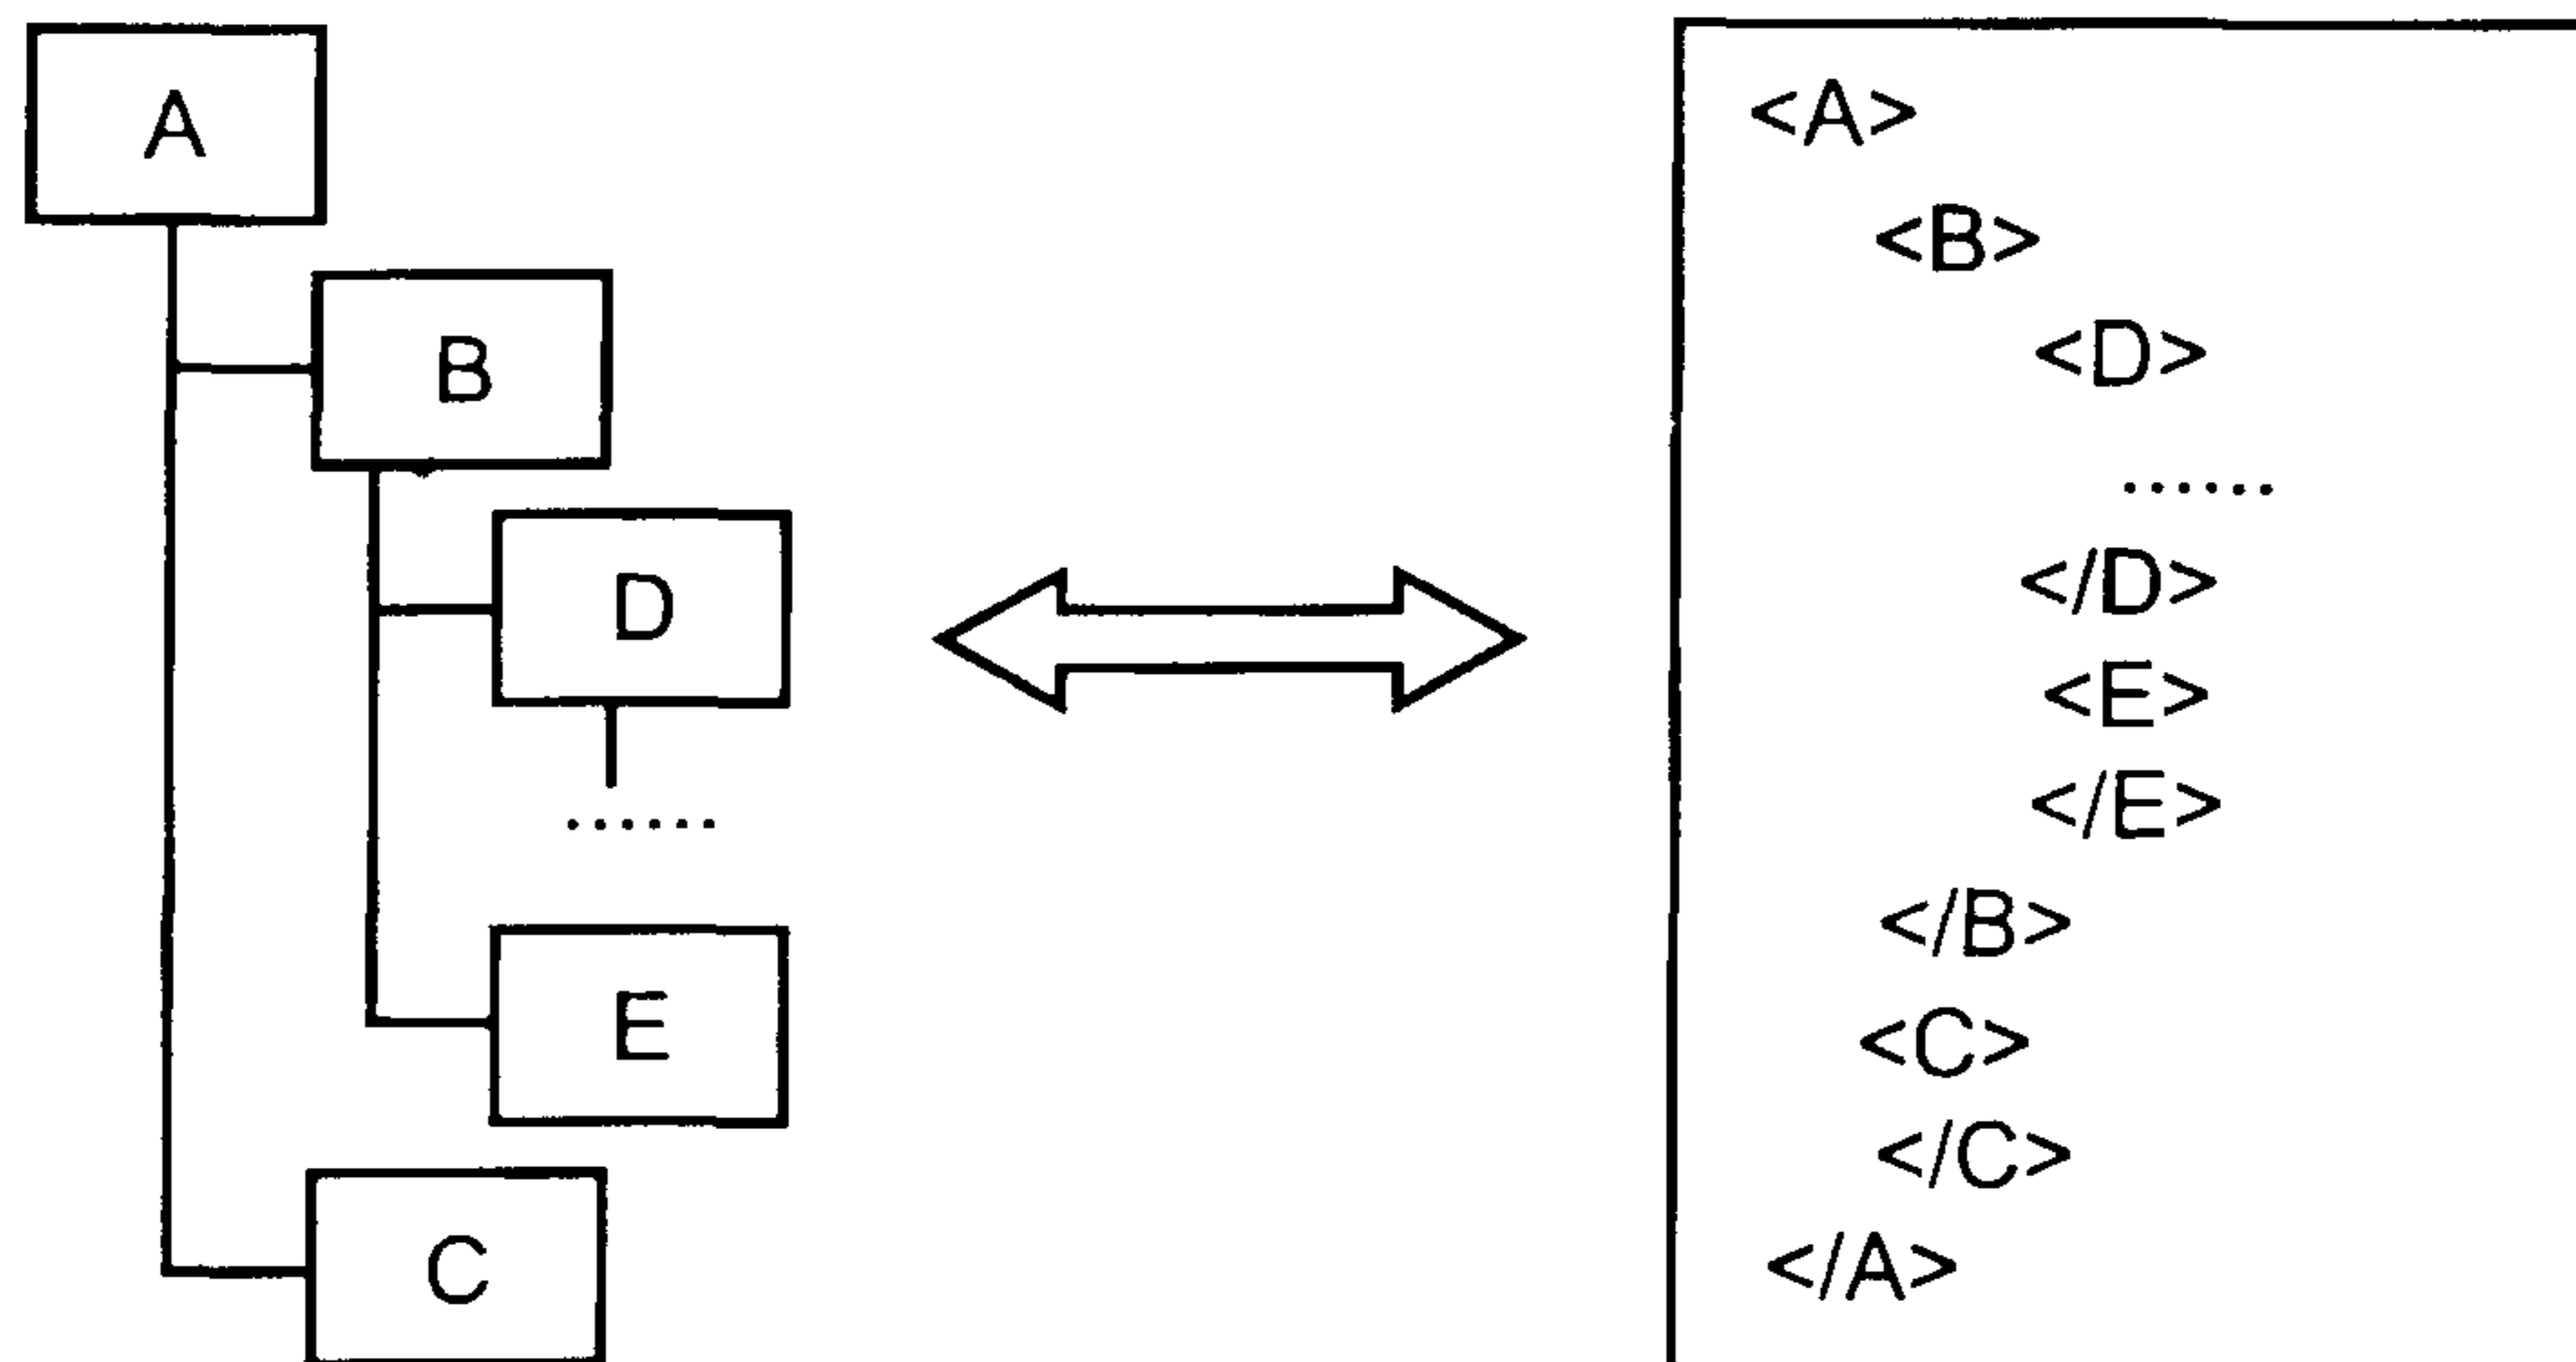 A
B
D
......
E
C
<A>
<B>
<D>
......
</D>
<E>
</E>
</B>
<C>
</C>
</A>